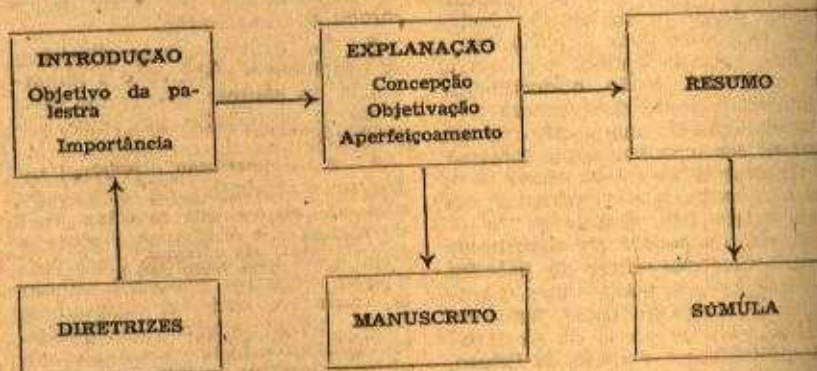 INTRODUÇÃO
Objetivo da pa-
lestra
Importância
EXPLANAÇÃO
Concepção
Objetivação
Aperfeiçoamento
RESUMO
DIRETRIZES
MANUSCRITO
SÚMULA